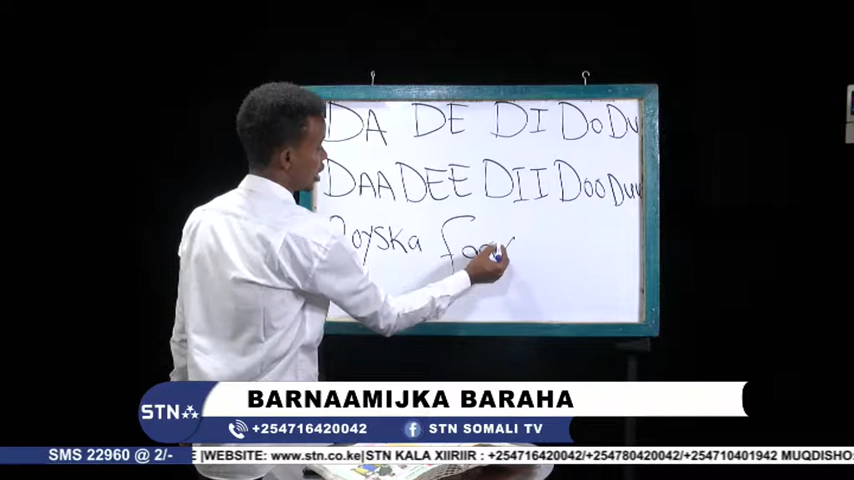 DA DE DI Do Du
DAA DEE DII Doo Duu
STN
BARNAAMIJKA BARAHA
+254716420042 STN SOMALI TV
SMS 22960 @ 2/- E |WEBSITE: www.stn.co.ke|STN KALA XIIRIIR : +254716420042/+254780420042/+254710401942 MUQDISHO: